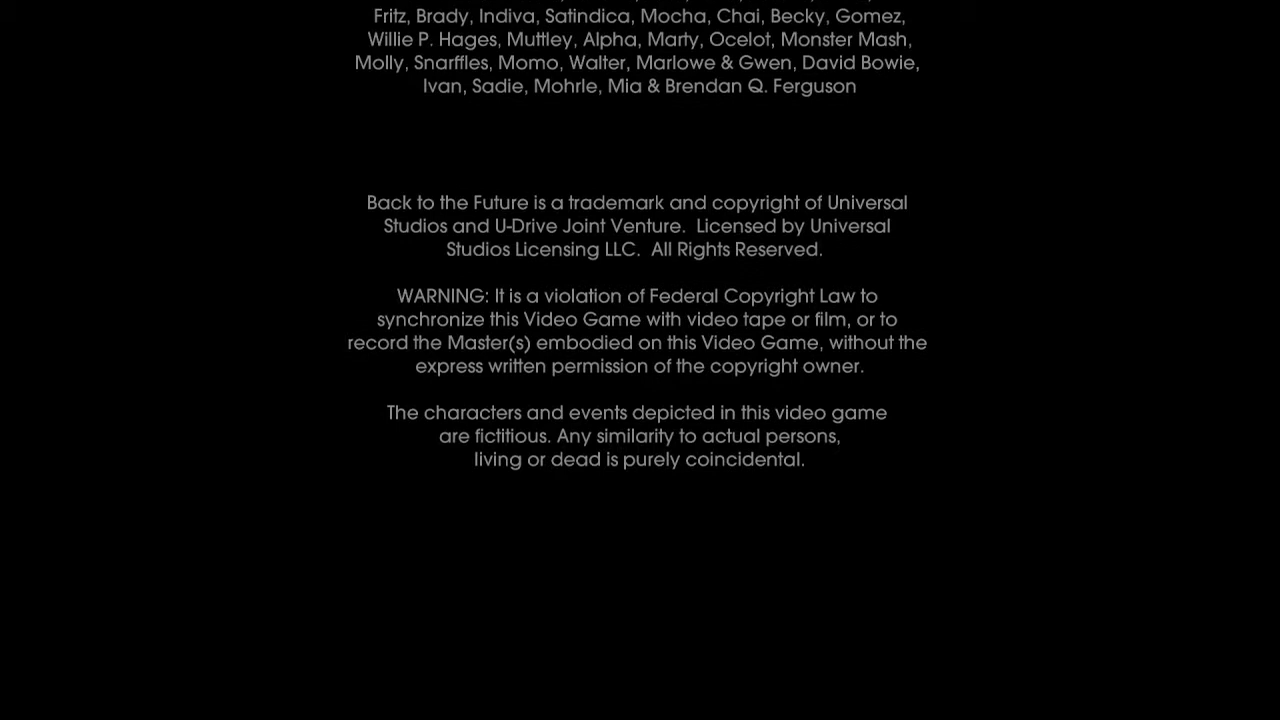 Fritz, Brady, Indiva, Satindica, Mocha, Chai, Becky, Gomez,
Willie P. Hages, Muttley, Alpha, Marty, Ocelot, Monster Mash,
Molly, Snarffles, Momo, Walter, Marlowe & Gwen, David Bowie,
Ivan, Sadie, Mohrle, Mia & Brendan Q. Ferguson
Back to the Future is a trademark and copyright of Universal
Studios and U-Drive Joint Venture.  Licensed by Universal
Studios Licensing LLC.  All Rights Reserved.
WARNING: It is a violation of Federal Copyright Law to
synchronize this Video Game with video tape or film, or to
record the Master(s) embodied on this Video Game, without the
express written permission of the copyright owner.
The characters and events depicted in this video game
are fictitious. Any similarity to actual persons,
living or dead is purely coincidental.